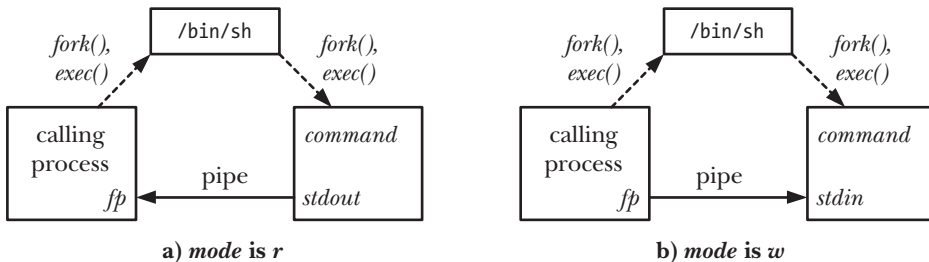 /bin/sh
fork(),
exec()
fork(),
exec()
calling
process
fp
command
stdout
pipe
a) mode is r
/bin/sh
fork(),
exec()
fork(),
exec()
calling
process
fp
command
stdin
pipe
b) mode is w